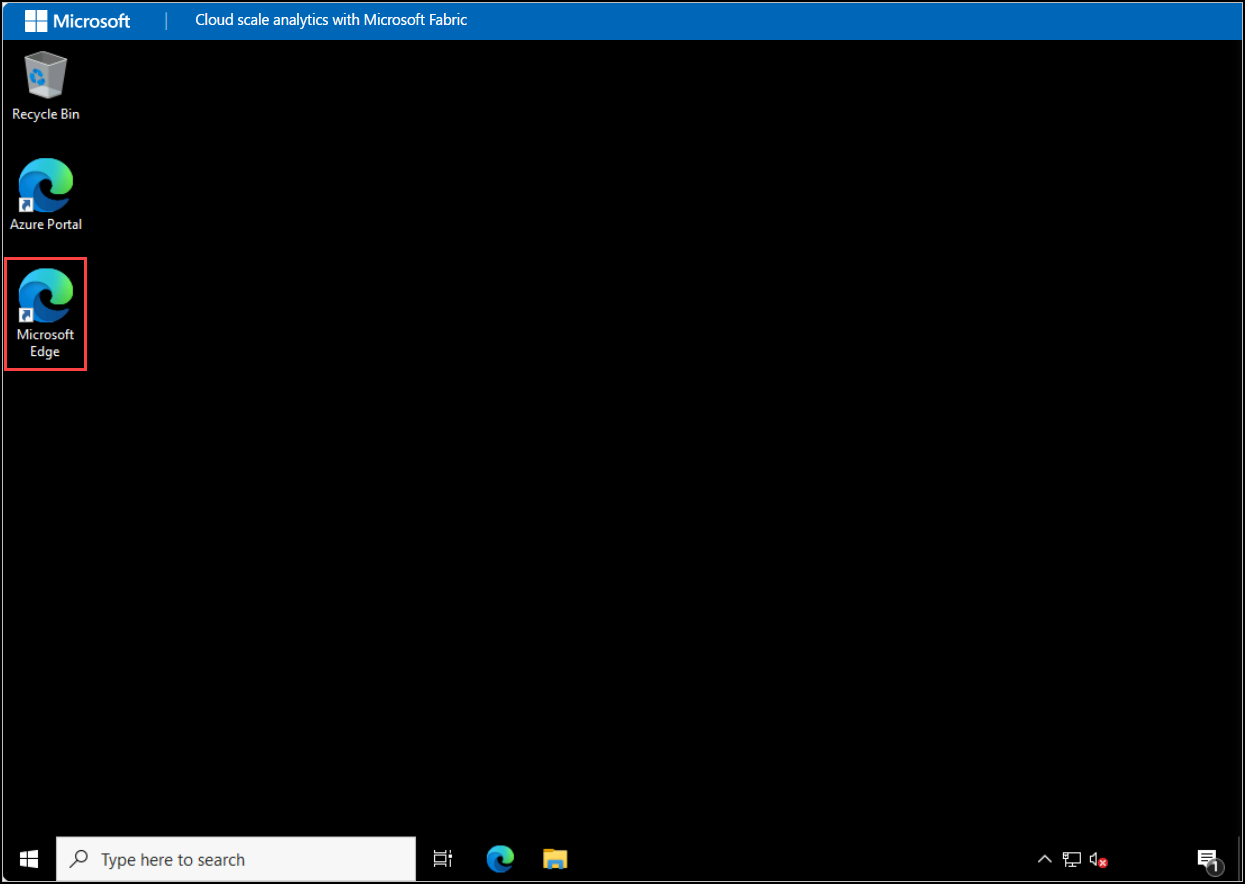 Microsoft | Cloud scale analytics with Microsoft Fabric
Recycle Bin
Azure Portal
Microsoft
Edge
Type here to search
1